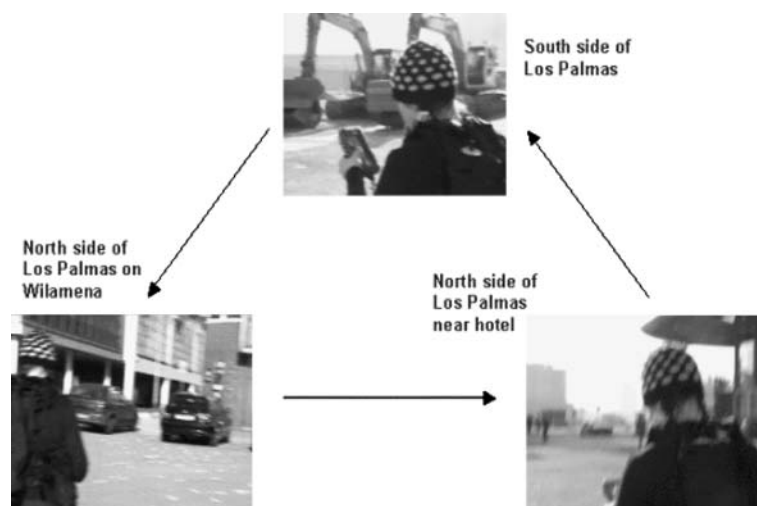 South side of
Los Palmas
North side of
Los Palmas on
Wilamena
North side of
Los Palmas
near hotel